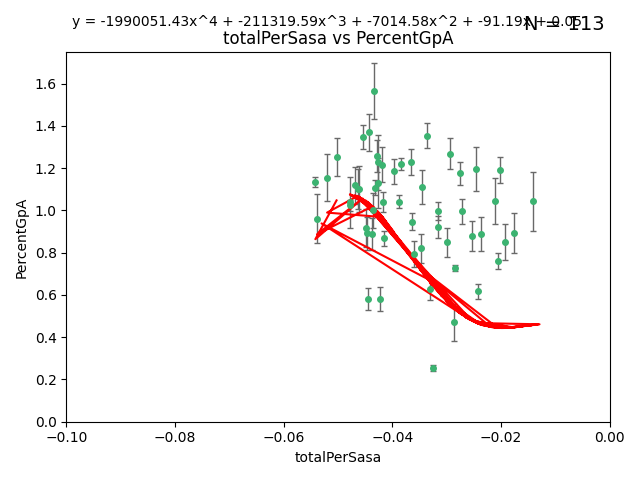 y = -1990051.43x^4 + -211319.59x^3 + -7014.58x^2 + -91.19x + 0.05
N = 113
totalPerSasa vs PercentGpA
PercentGpA
1.6
1.4
1.2
1.0
0.8
0.6
0.4
0.2
0.0
−0.10 −0.08 −0.06 −0.04 −0.02 0.00
totalPerSasa